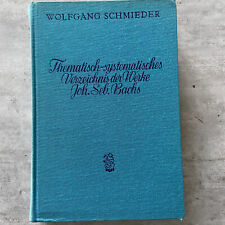 WOLFGANG SCHMIEDER
Thematisch-systematisches
Verzeichnis der Werke
Joh. Seb. Bachs